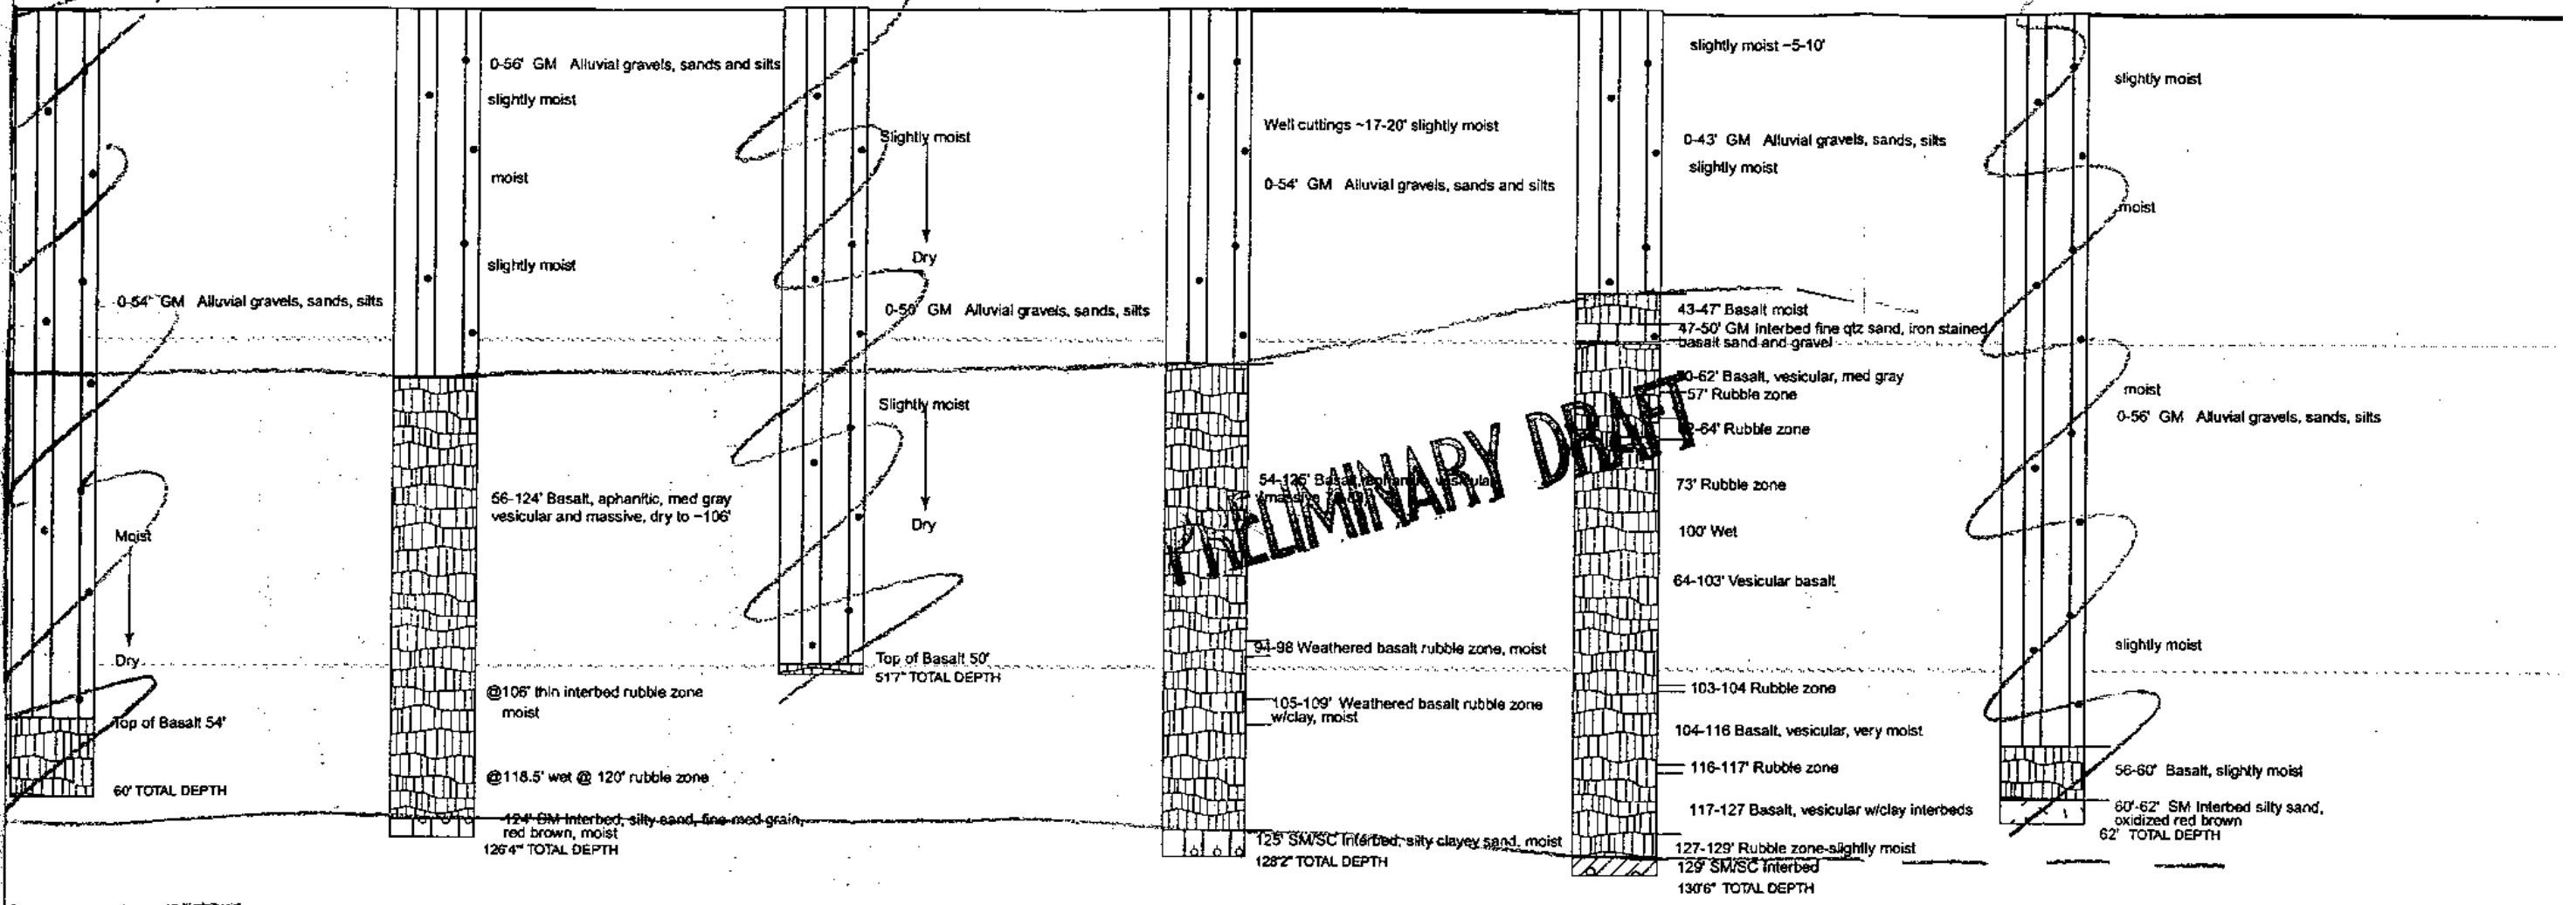 0-54' GM Alluvial gravels, sands, silts
Moist
Dry
Top of Basalt 54'
60' TOTAL DEPTH
0-56' GM Alluvial gravels, sands and silts
slightly moist
moist
slightly moist
56-124' Basalt, aphanitic, med gray
vesicular and massive, dry to ~106'
@106' thin interbed rubble zone
moist
@118.5' wet @ 120' rubble zone
124' SM Interbed, silty sand, fine-med grain,
red brown, moist
126'4" TOTAL DEPTH
Slightly moist
Dry
0-50' GM Alluvial gravels, sands, silts
Slightly moist
Dry
Top of Basalt 50'
51'7" TOTAL DEPTH
Well cuttings ~17-20' slightly moist
0-54' GM Alluvial gravels, sands and silts
54-125' Basalt, aphanitic, vesicular
massive
94-98 Weathered basalt rubble zone, moist
105-109' Weathered basalt rubble zone
w/clay, moist
125' SM/SC Interbed, silty clayey sand, moist
128'2" TOTAL DEPTH
PRELIMINARY DRAFT
slightly moist ~5-10'
0-43' GM Alluvial gravels, sands, silts
slightly moist
43-47' Basalt moist
47-50' GM Interbed fine qtz sand, iron stained
basalt sand and gravel
50-62' Basalt, vesicular, med gray
57' Rubble zone
62-64' Rubble zone
73' Rubble zone
100' Wet
64-103' Vesicular basalt
103-104 Rubble zone
104-116 Basalt, vesicular, very moist
116-117' Rubble zone
117-127 Basalt, vesicular w/clay interbeds
127-129' Rubble zone-slightly moist
129' SM/SC Interbed
130'6" TOTAL DEPTH
slightly moist
moist
moist
0-56' GM Alluvial gravels, sands, silts
slightly moist
56-60' Basalt, slightly moist
60'-62' SM Interbed silty sand,
oxidized red brown
62' TOTAL DEPTH